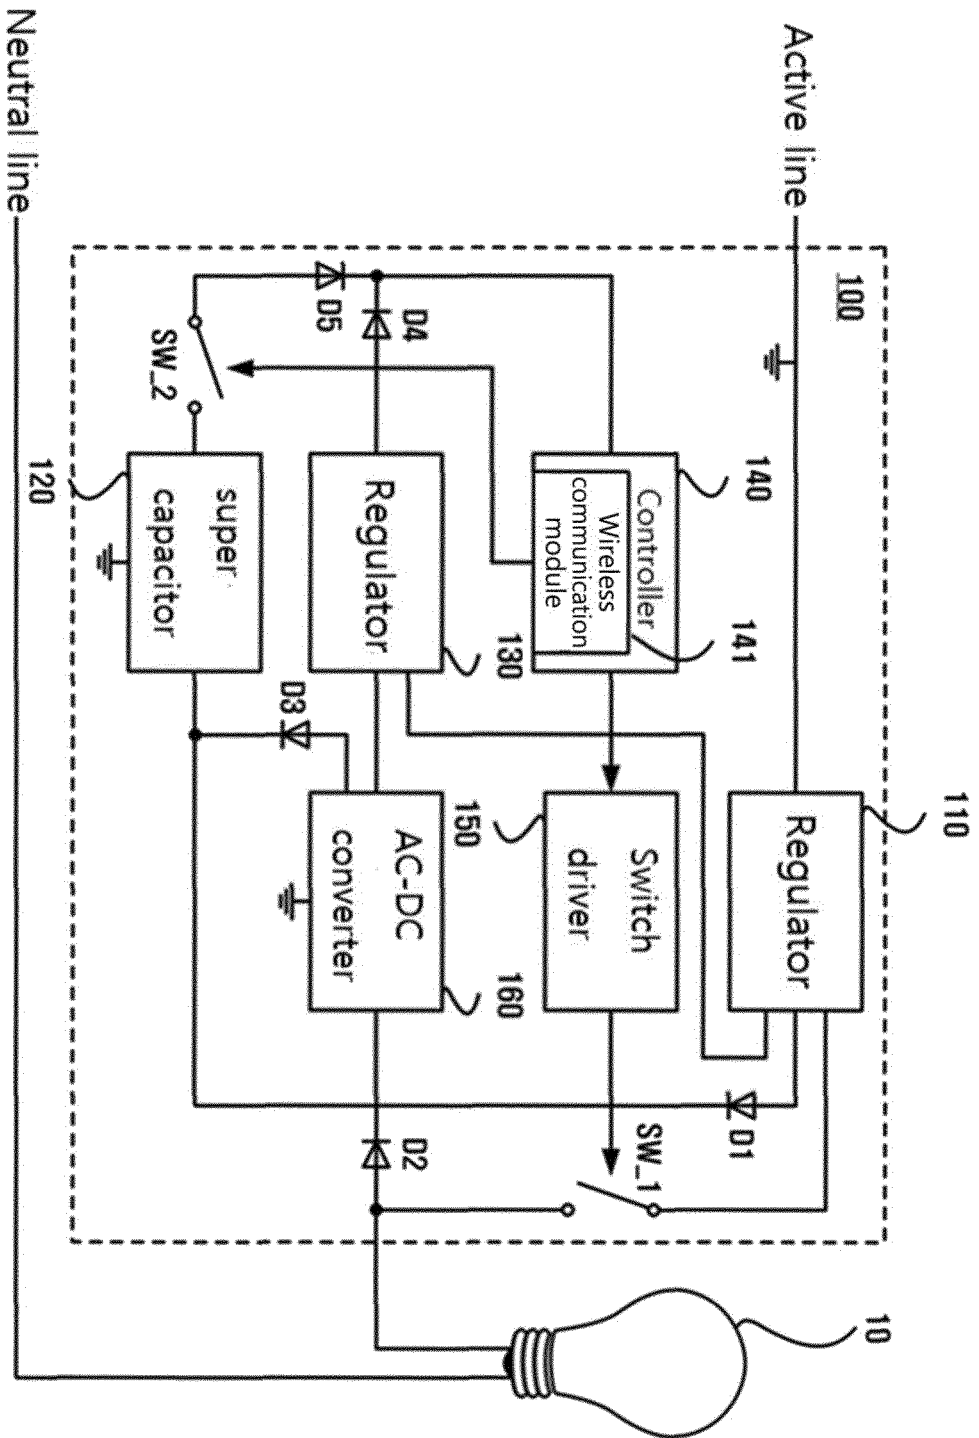 Active line
100
110
Regulator
10
140
Controller
Wireless
communication
module
141
150
Switch
driver
SW_1
D1
D4
D5
Regulator
130
AC-DC
converter
160
D2
SW_2
super
capacitor
120
D3
Neutral line